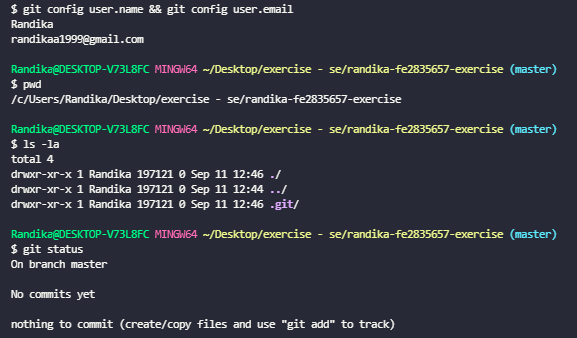 $ git config user.name && git config user.email
Randika
randikaa1999@gmail.com
Randika@DESKTOP-V73L8FC MINGW64 ~/Desktop/exercise - se/randika-fe2835657-exercise (master)
$ pwd
/c/Users/Randika/Desktop/exercise - se/randika-fe2835657-exercise
Randika@DESKTOP-V73L8FC MINGW64 ~/Desktop/exercise - se/randika-fe2835657-exercise (master)
$ ls -la
total 4
drwxr-xr-x 1 Randika 197121 0 Sep 11 12:46 ./
drwxr-xr-x 1 Randika 197121 0 Sep 11 12:44 ../
drwxr-xr-x 1 Randika 197121 0 Sep 11 12:46 .git/
Randika@DESKTOP-V73L8FC MINGW64 ~/Desktop/exercise - se/randika-fe2835657-exercise (master)
$ git status
On branch master
No commits yet
nothing to commit (create/copy files and use "git add" to track)